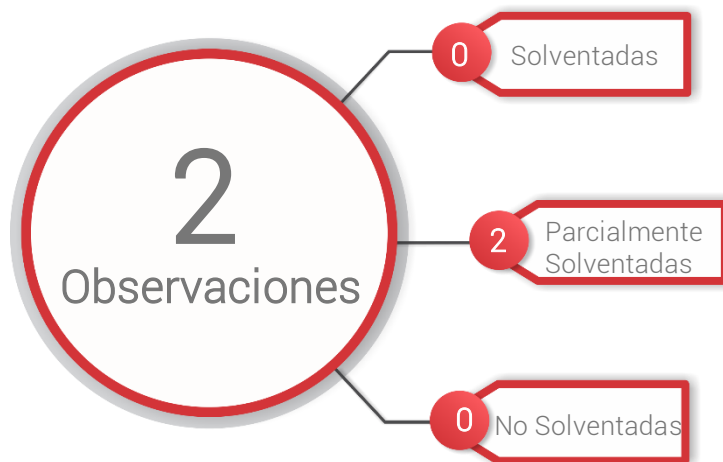 2
Observaciones
0
Solventadas
2
Parcialmente
Solventadas
0
No Solventadas